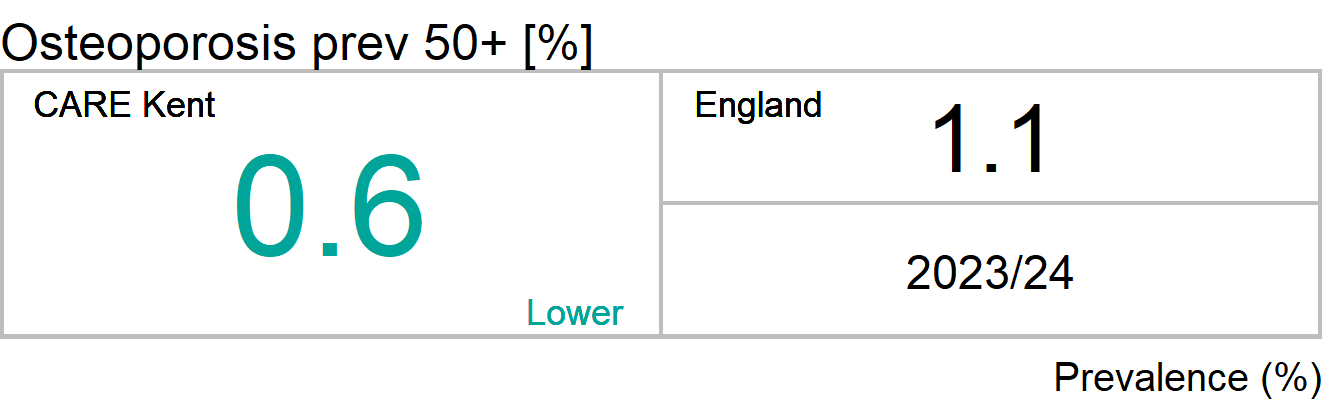 Osteoporosis prev 50+ [%]
CARE Kent
0.6
Lower
England
1.1
2023/24
Prevalence (%)